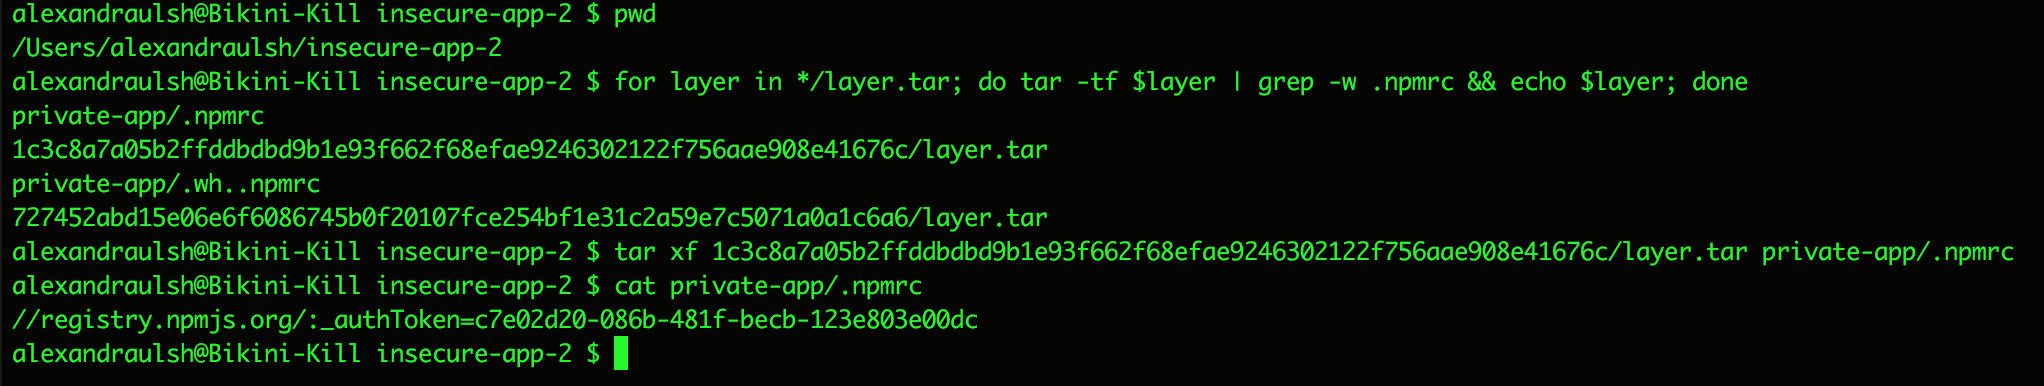 alexandraulsh@Bikini-Kill insecure-app-2 $ pwd
/Users/alexandraulsh/insecure-app-2
alexandraulsh@Bikini-Kill insecure-app-2 $ for layer in */layer.tar; do tar -tf $layer | grep -w .npmrc && echo $layer; done
private-app/.npmrc
1c3c8a7a05b2ffddbdbd9b1e93f662f68efae9246302122f756aae908e41676c/layer.tar
private-app/.wh..npmrc
727452abd15e06e6f6086745b0f20107fce254bf1e31c2a59e7c5071a0a1c6a6/layer.tar
alexandraulsh@Bikini-Kill insecure-app-2 $ tar xf 1c3c8a7a05b2ffddbdbd9b1e93f662f68efae9246302122f756aae908e41676c/layer.tar private-app/.npmrc
alexandraulsh@Bikini-Kill insecure-app-2 $ cat private-app/.npmrc
//registry.npmjs.org/:_authToken=c7e02d20-086b-481f-becb-123e803e00dc
alexandraulsh@Bikini-Kill insecure-app-2 $